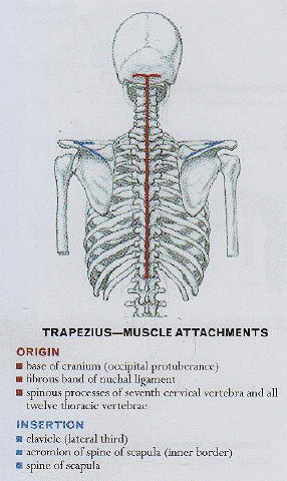 TRAPEZIUS—MUSCLE ATTACHMENTS
ORIGIN
base of cranium (occipital protuberance)
fibrous band of nuchal ligament
spinous processes of seventh cervical vertebra and all
twelve thoracic vertebrae
INSERTION
clavicle (lateral third)
acromion of spine of scapula (inner border)
spine of scapula